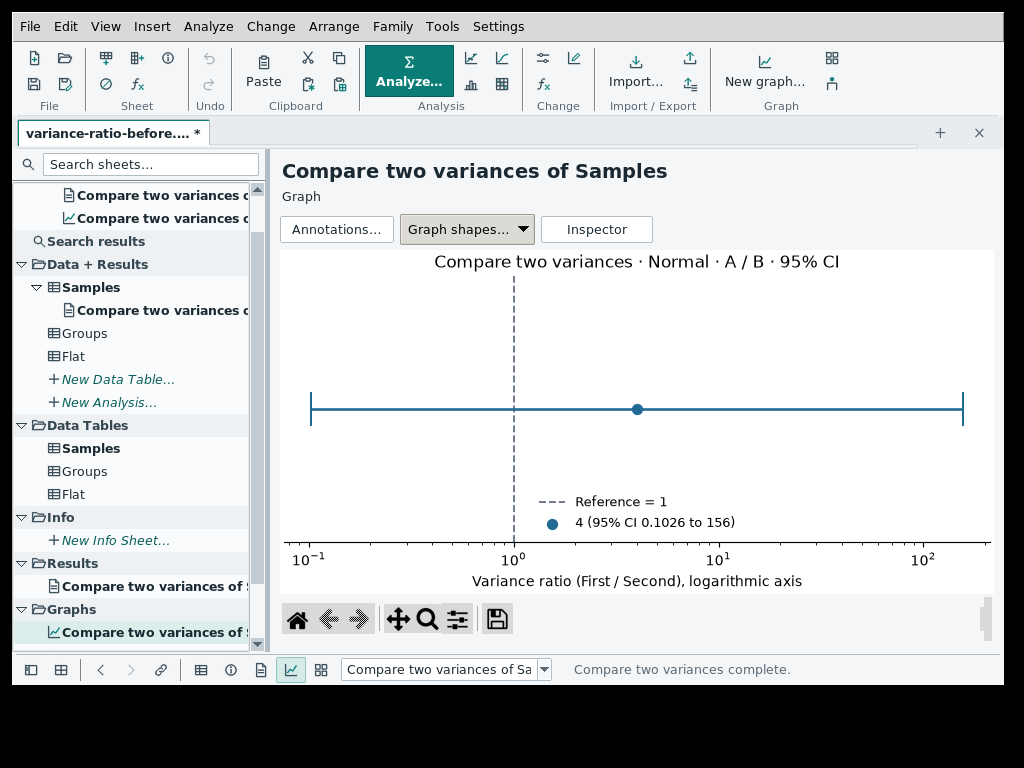 File Edit View Insert Analyze Change Arrange Family Tools Settings
Paste Analyze... Import... New graph...
File Sheet Undo Clipboard Analysis Change Import / Export Graph
variance-ratio-before.... *
Search sheets...
Compare two variances o
Compare two variances o
Search results
Data + Results
Samples
Compare two variances o
Groups
Flat
New Data Table...
New Analysis...
Data Tables
Samples
Groups
Flat
Info
New Info Sheet...
Results
Compare two variances of S
Graphs
Compare two variances of S
Compare two variances of Samples
Graph
Annotations... Graph shapes... Inspector
Compare two variances · Normal · A / B · 95% CI
Reference = 1
4 (95% CI 0.1026 to 156)
10⁻¹ 10⁰ 10¹ 10²
Variance ratio (First / Second), logarithmic axis
Compare two variances of Sa Compare two variances complete.